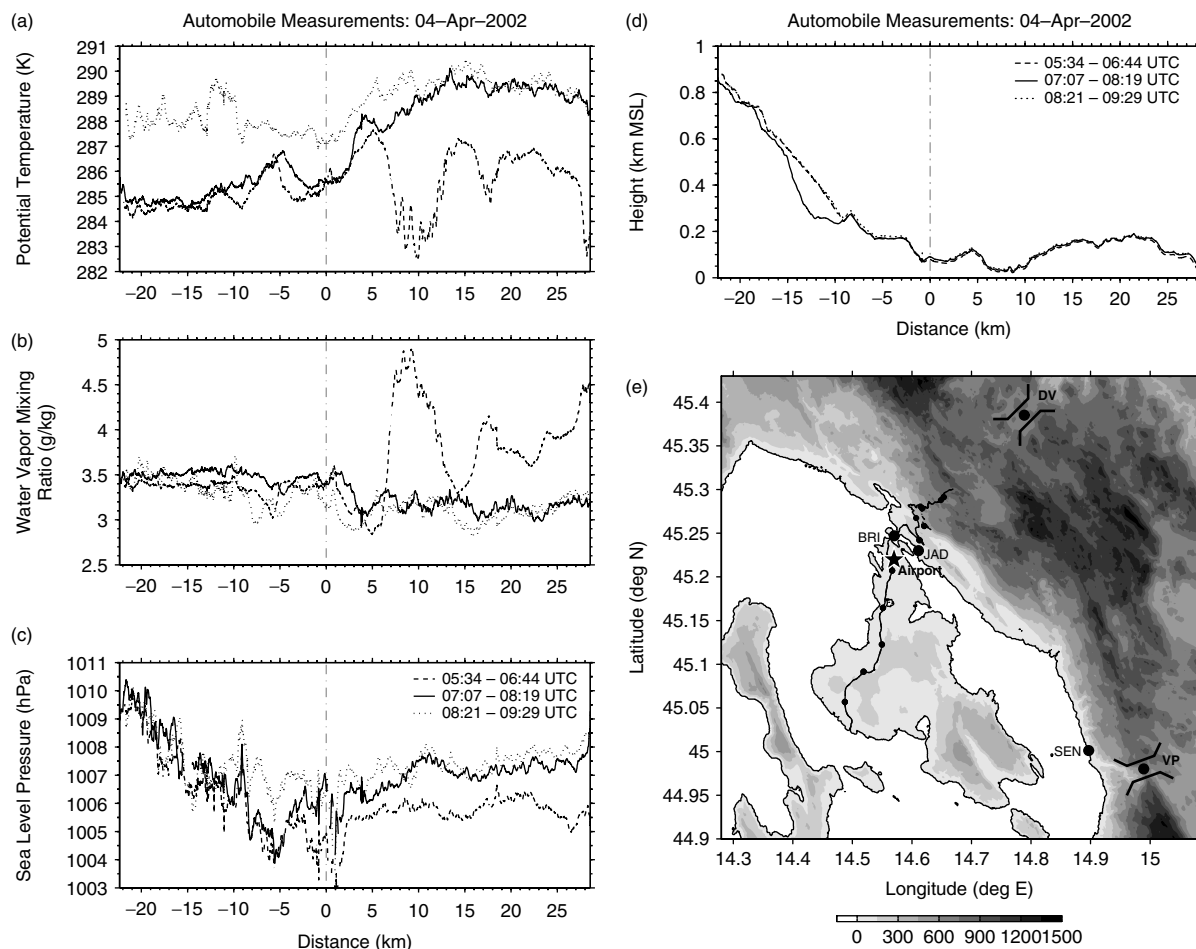 (a)
Automobile Measurements: 04–Apr–2002
Potential Temperature (K)
291
290
289
288
287
286
285
284
283
282
−20 −15 −10 −5 0 5 10 15 20 25
(b)
Water Vapor Mixing
Ratio (g/kg)
5
4.5
4
3.5
3
2.5
−20 −15 −10 −5 0 5 10 15 20 25
(c)
Sea Level Pressure (hPa)
1011
1010
1009
1008
1007
1006
1005
1004
1003
05:34 – 06:44 UTC
07:07 – 08:19 UTC
08:21 – 09:29 UTC
−20 −15 −10 −5 0 5 10 15 20 25
Distance (km)
(d)
Automobile Measurements: 04–Apr–2002
Height (km MSL)
1
0.8
0.6
0.4
0.2
0
05:34 – 06:44 UTC
07:07 – 08:19 UTC
08:21 – 09:29 UTC
−20 −15 −10 −5 0 5 10 15 20 25
Distance (km)
(e)
Latitude (deg N)
45.4
45.35
45.3
45.25
45.2
45.15
45.1
45.05
45
44.95
44.9
DV
BRI
JAD
Airport
SEN
VP
14.3 14.4 14.5 14.6 14.7 14.8 14.9 15
Longitude (deg E)
0 300 600 900 1200 1500